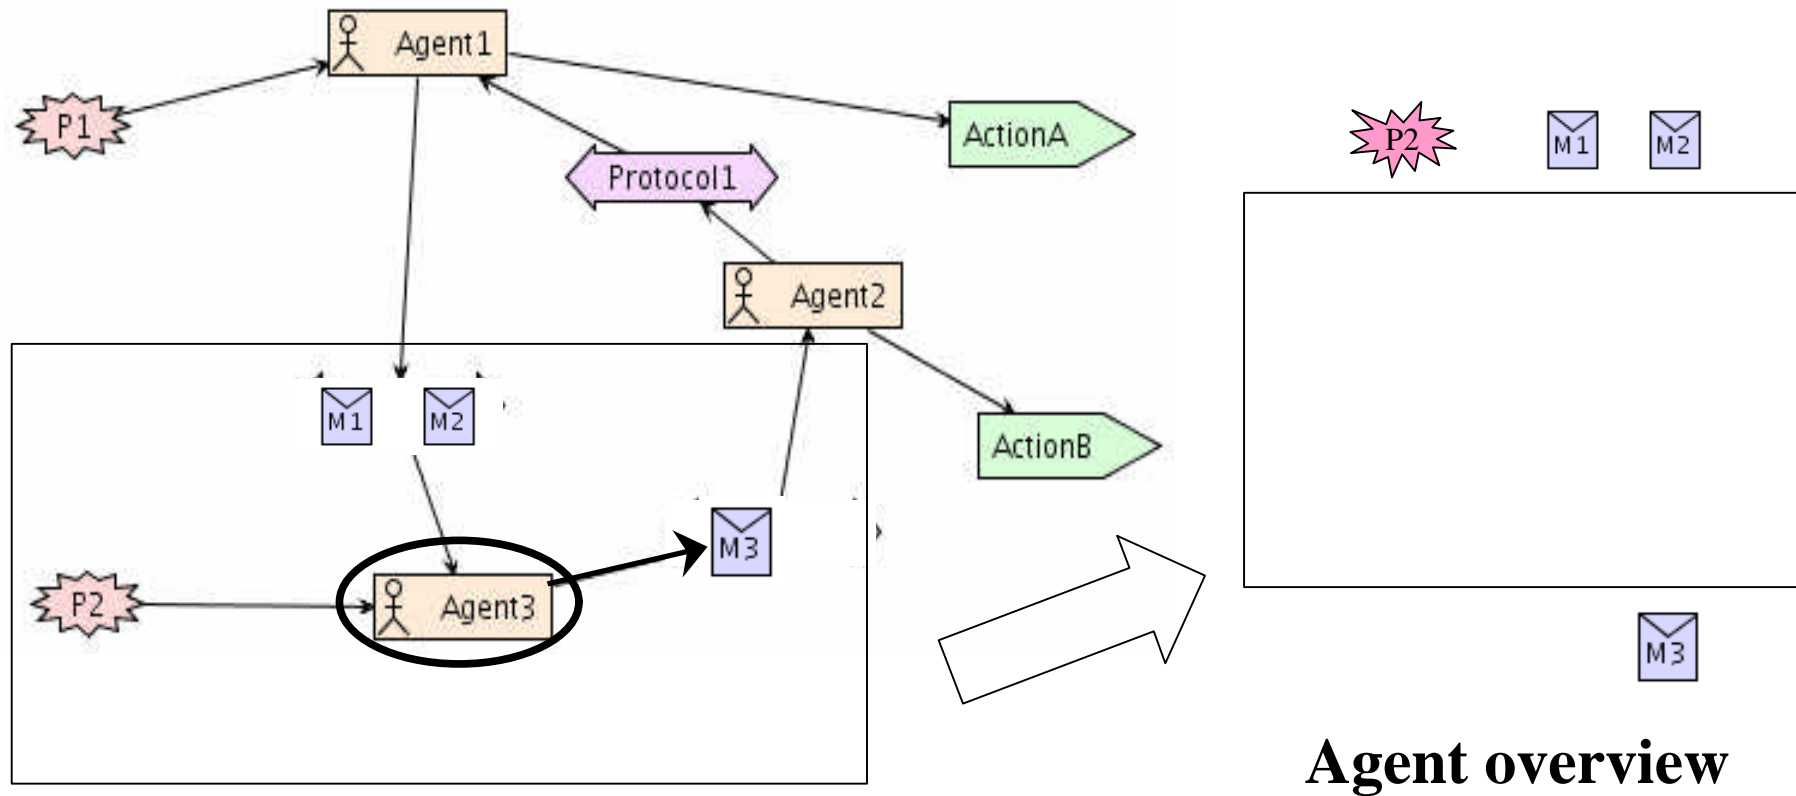 Agent1
P1
ActionA
P2
M1
M2
Protocol1
Agent2
M1
M2
ActionB
M3
P2
Agent3
M3
Agent overview